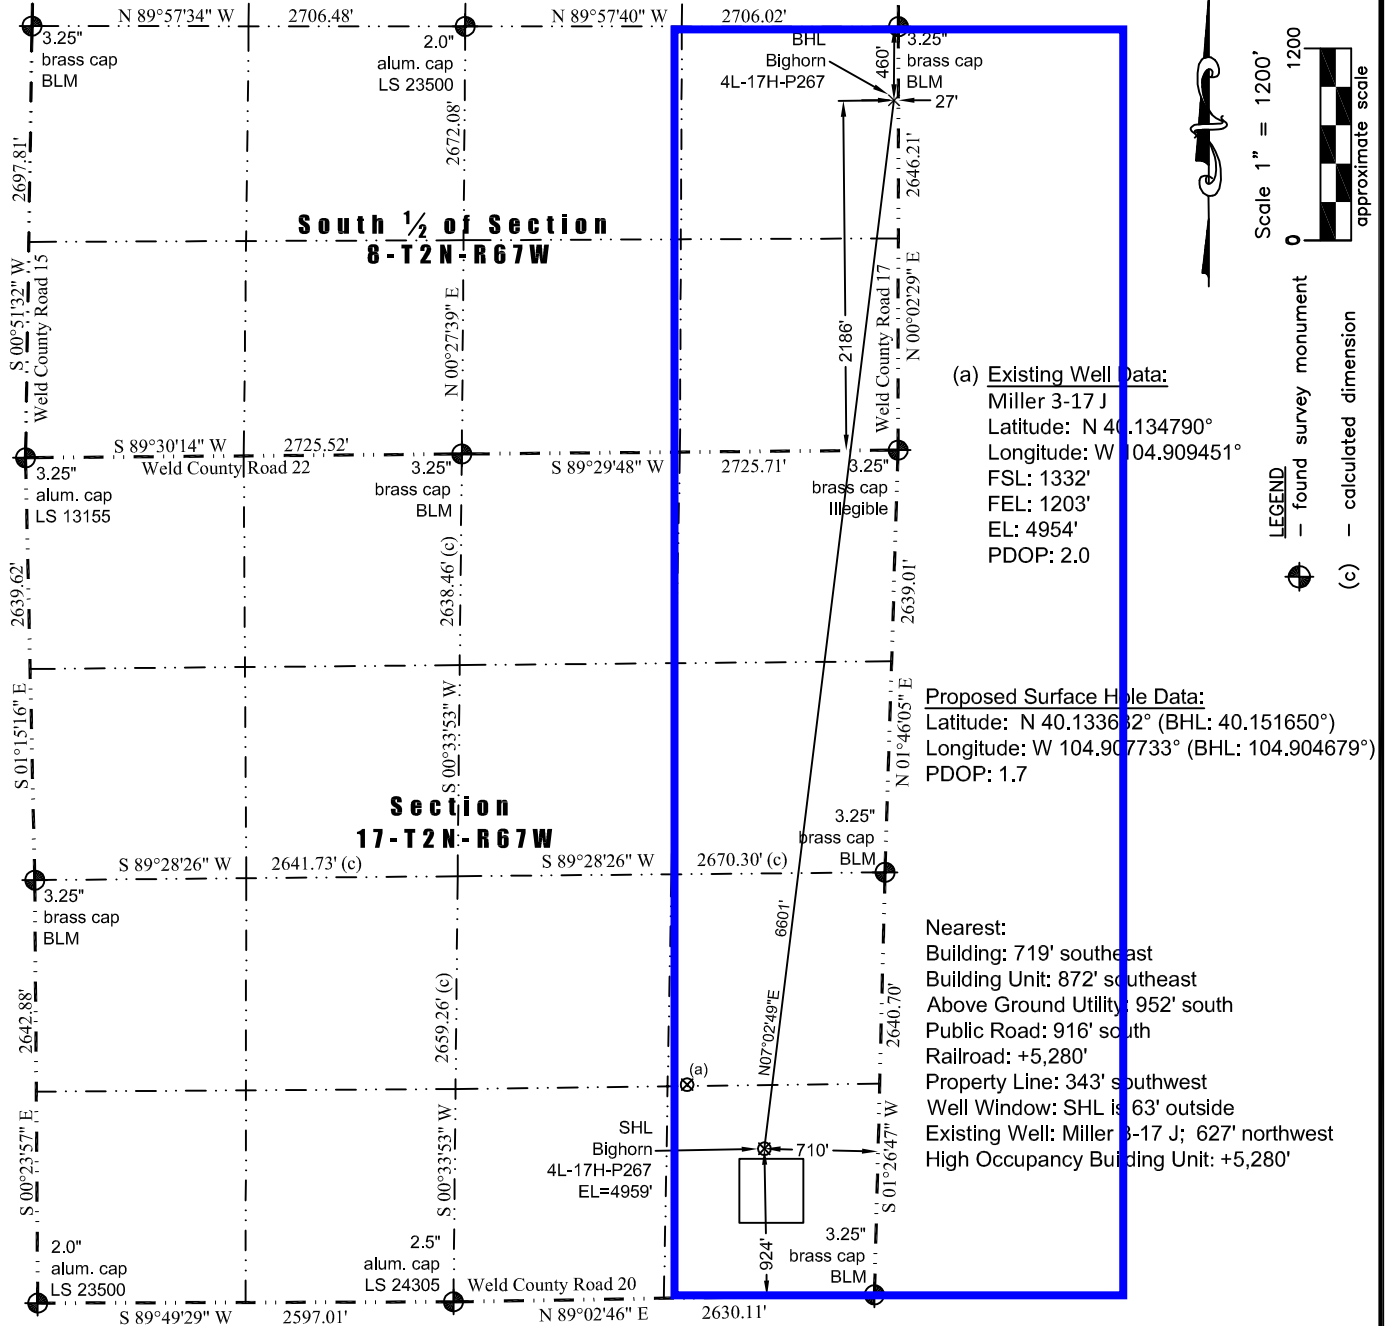 N 89°57'34" W 2706.48' N 89°57'40" W 2706.02'
3.25"
brass cap
BLM
2.0"
alum. cap
LS 23500
BHL
Bighorn
4L-17H-P267
460'
3.25"
brass cap
BLM
27'
2697.81'
2672.08'
2646.21'
South ½ of Section
8-T2N-R67W
S 00°51'32" W
Weld County Road 15
N 00°27'39" E
2186'
Weld County Road 17
N 00°02'29" E
S 89°30'14" W 2725.52'
Weld County Road 22
S 89°29'48" W 2725.71'
3.25"
alum. cap
LS 13155
3.25"
brass cap
BLM
3.25"
brass cap
Illegible
2639.62'
2638.46' (c)
2639.01'
S 01°15'16" E
S 00°33'53" W
N 01°46'05" E
Section
17-T2N-R67W
3.25"
brass cap
BLM
S 89°28'26" W 2641.73' (c) S 89°28'26" W 2670.30' (c)
3.25"
brass cap
BLM
6601'
N07°02'49"E
2642.88'
2659.26' (c)
2640.70'
(a)
S 00°23'57" E
S 00°33'53" W
S 01°26'47" W
SHL
Bighorn
4L-17H-P267
EL=4959'
710'
924'
2.0"
alum. cap
LS 23500
2.5"
alum. cap
LS 24305
Weld County Road 20
3.25"
brass cap
BLM
S 89°49'29" W 2597.01' N 89°02'46" E 2630.11'
(a) Existing Well Data:
Miller 3-17 J
Latitude: N 40.134790°
Longitude: W 104.909451°
FSL: 1332'
FEL: 1203'
EL: 4954'
PDOP: 2.0
Proposed Surface Hole Data:
Latitude: N 40.133632° (BHL: 40.151650°)
Longitude: W 104.907733° (BHL: 104.904679°)
PDOP: 1.7
Nearest:
Building: 719' southeast
Building Unit: 872' southeast
Above Ground Utility: 952' south
Public Road: 916' south
Railroad: +5,280'
Property Line: 343' southwest
Well Window: SHL is 63' outside
Existing Well: Miller 3-17 J; 627' northwest
High Occupancy Building Unit: +5,280'
Scale 1" = 1200'
0 1200
approximate scale
LEGEND
– found survey monument
(c) – calculated dimension